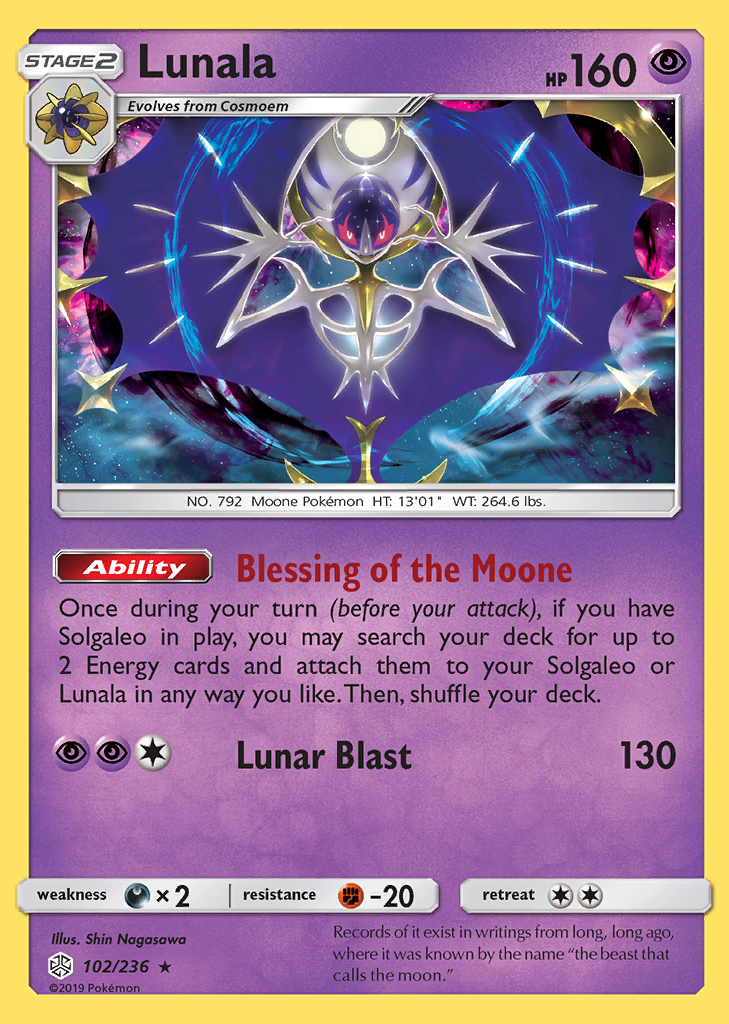 STAGE2
Lunala
HP 160
Evolves from Cosmoem
NO. 792 Moone Pokémon HT: 13'01" WT: 264.6 lbs.
Ability Blessing of the Moone
Once during your turn (before your attack), if you have
Solgaleo in play, you may search your deck for up to
2 Energy cards and attach them to your Solgaleo or
Lunala in any way you like. Then, shuffle your deck.
Lunar Blast 130
weakness ×2 resistance -20 retreat
Illus. Shin Nagasawa
102/236 ★
©2019 Pokémon
Records of it exist in writings from long, long ago,
where it was known by the name “the beast that
calls the moon.”